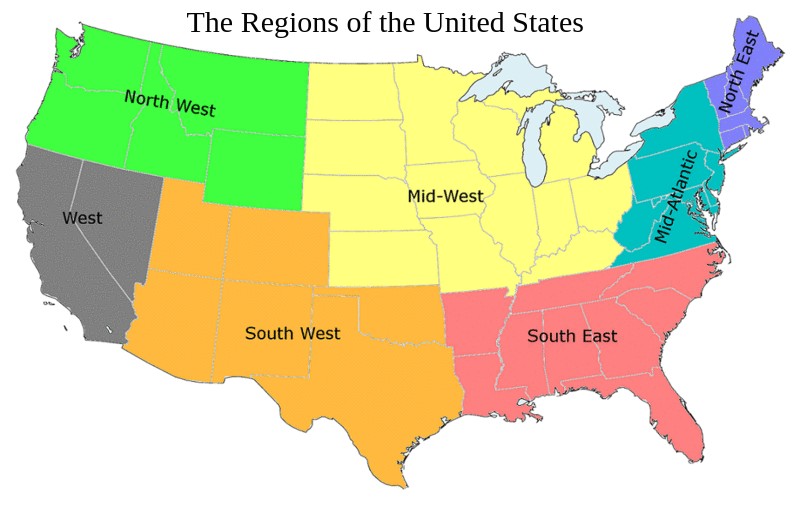 The Regions of the United States
North East
North West
Mid-West
Mid-Atlantic
West
South West
South East